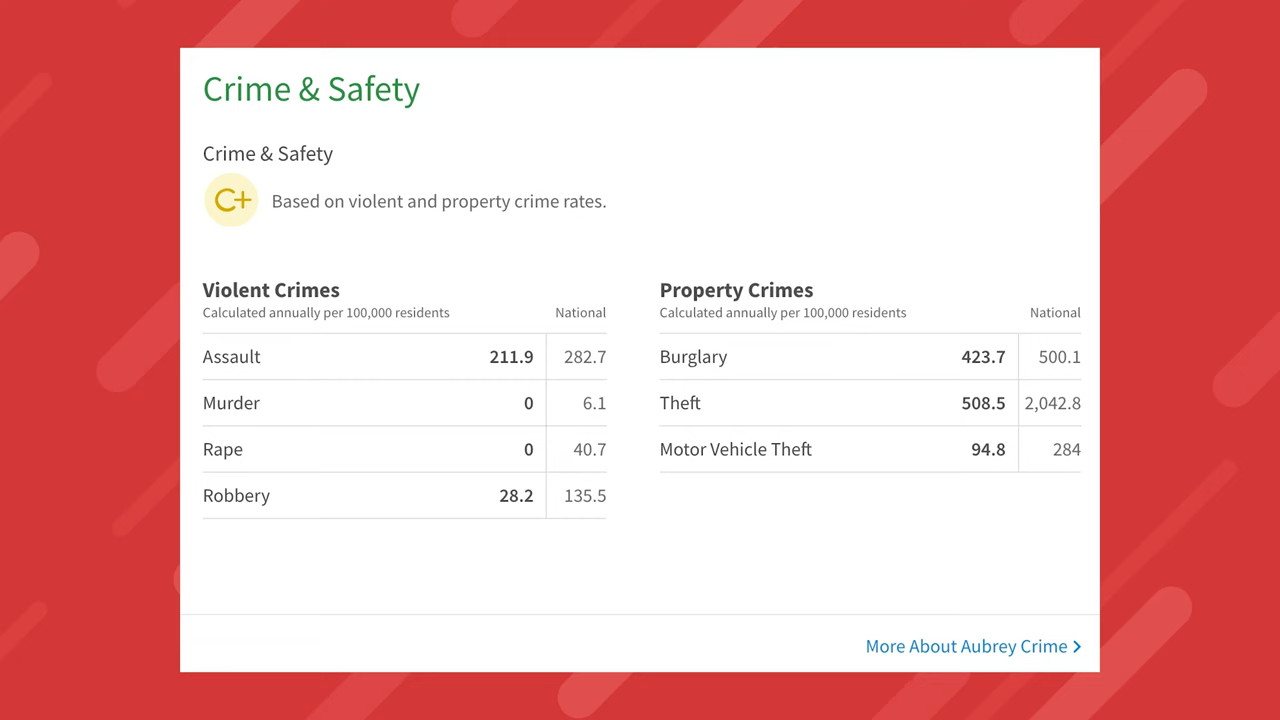 Crime & Safety
Crime & Safety
C+ Based on violent and property crime rates.
Violent Crimes
Calculated annually per 100,000 residents National
Assault 211.9 282.7
Murder 0 6.1
Rape 0 40.7
Robbery 28.2 135.5
Property Crimes
Calculated annually per 100,000 residents National
Burglary 423.7 500.1
Theft 508.5 2,042.8
Motor Vehicle Theft 94.8 284
More About Aubrey Crime >